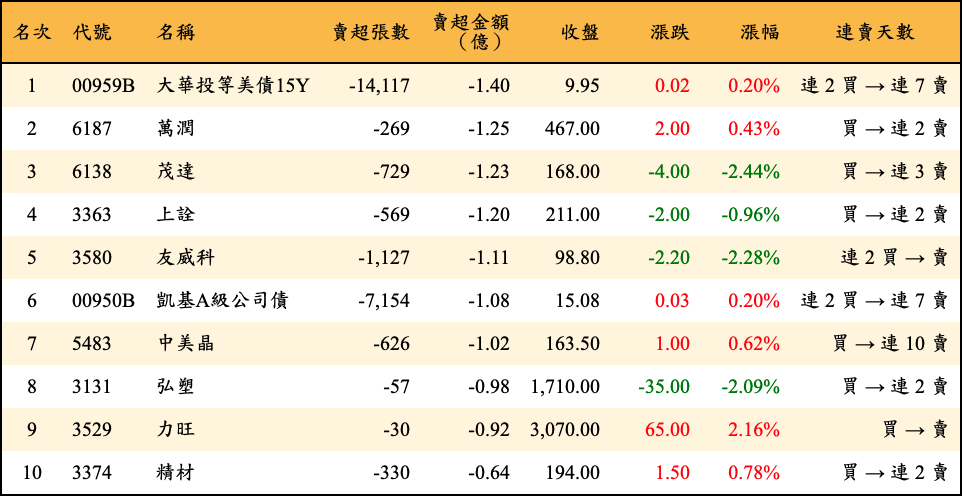 名次 代號 名稱 賣超張數 賣超金額（億） 收盤 漲跌 漲幅 連賣天數
1 00959B 大華投等美債15Y -14,117 -1.40 9.95 0.02 0.20% 連 2 買 → 連 7 賣
2 6187 萬潤 -269 -1.25 467.00 2.00 0.43% 買 → 連 2 賣
3 6138 茂達 -729 -1.23 168.00 -4.00 -2.44% 買 → 連 3 賣
4 3363 上詮 -569 -1.20 211.00 -2.00 -0.96% 買 → 連 2 賣
5 3580 友威科 -1,127 -1.11 98.80 -2.20 -2.28% 連 2 買 → 賣
6 00950B 凱基A級公司債 -7,154 -1.08 15.08 0.03 0.20% 連 2 買 → 連 7 賣
7 5483 中美晶 -626 -1.02 163.50 1.00 0.62% 買 → 連 10 賣
8 3131 弘塑 -57 -0.98 1,710.00 -35.00 -2.09% 買 → 連 2 賣
9 3529 力旺 -30 -0.92 3,070.00 65.00 2.16% 買 → 賣
10 3374 精材 -330 -0.64 194.00 1.50 0.78% 買 → 連 2 賣